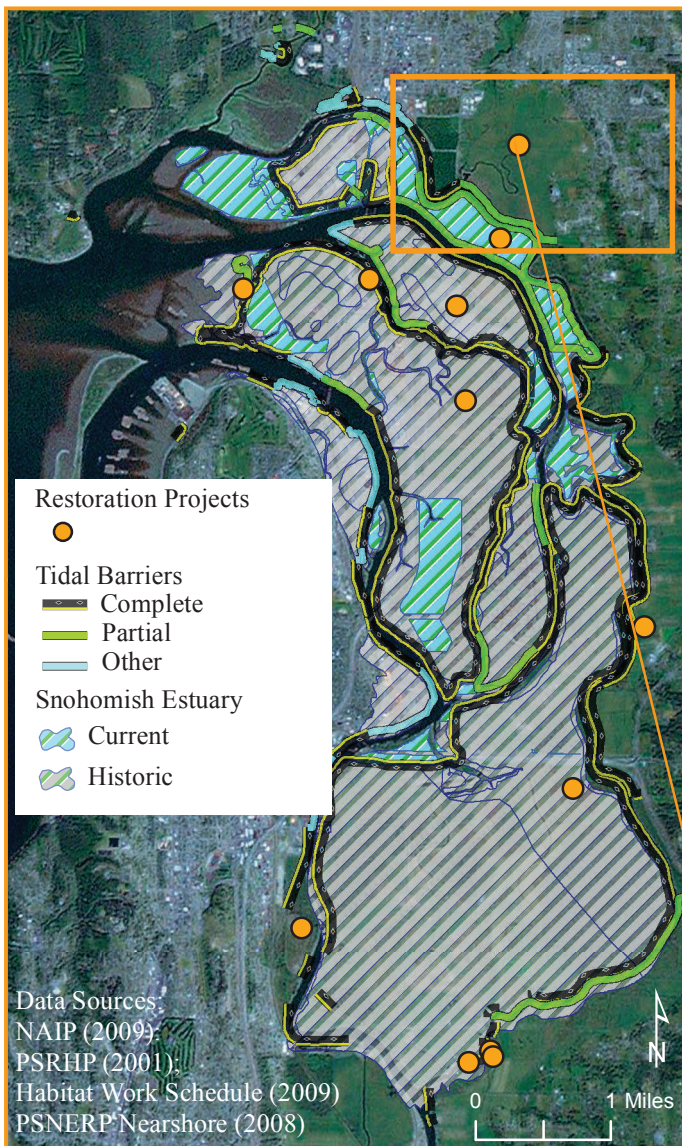 Restoration Projects
Tidal Barriers
Complete
Partial
Other
Snohomish Estuary
Current
Historic
Data Sources:
NAIP (2009);
PSRHP (2001);
Habitat Work Schedule (2009)
PSNERP Nearshore (2008)
N
0 1 Miles